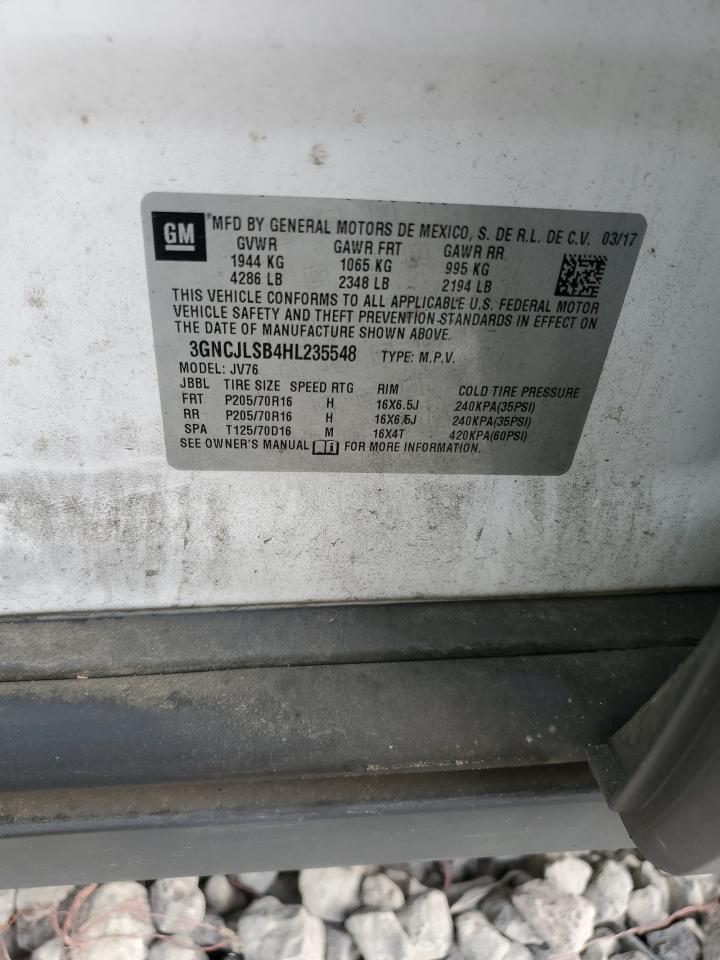 GM
®MFD BY GENERAL MOTORS DE MEXICO, S. DE R.L. DE C.V. 03/17
GVWR GAWR FRT GAWR RR
1944 KG 1065 KG 995 KG
4286 LB 2348 LB 2194 LB
THIS VEHICLE CONFORMS TO ALL APPLICABLE U.S. FEDERAL MOTOR
VEHICLE SAFETY AND THEFT PREVENTION STANDARDS IN EFFECT ON
THE DATE OF MANUFACTURE SHOWN ABOVE.
3GNCJLSB4HL235548 TYPE: M.P.V.
MODEL: JV76
JBBL TIRE SIZE SPEED RTG RIM COLD TIRE PRESSURE
FRT P205/70R16 H 16X6.5J 240KPA(35PSI)
RR P205/70R16 H 16X6.5J 240KPA(35PSI)
SPA T125/70D16 M 16X4T 420KPA(60PSI)
SEE OWNER'S MANUAL FOR MORE INFORMATION.